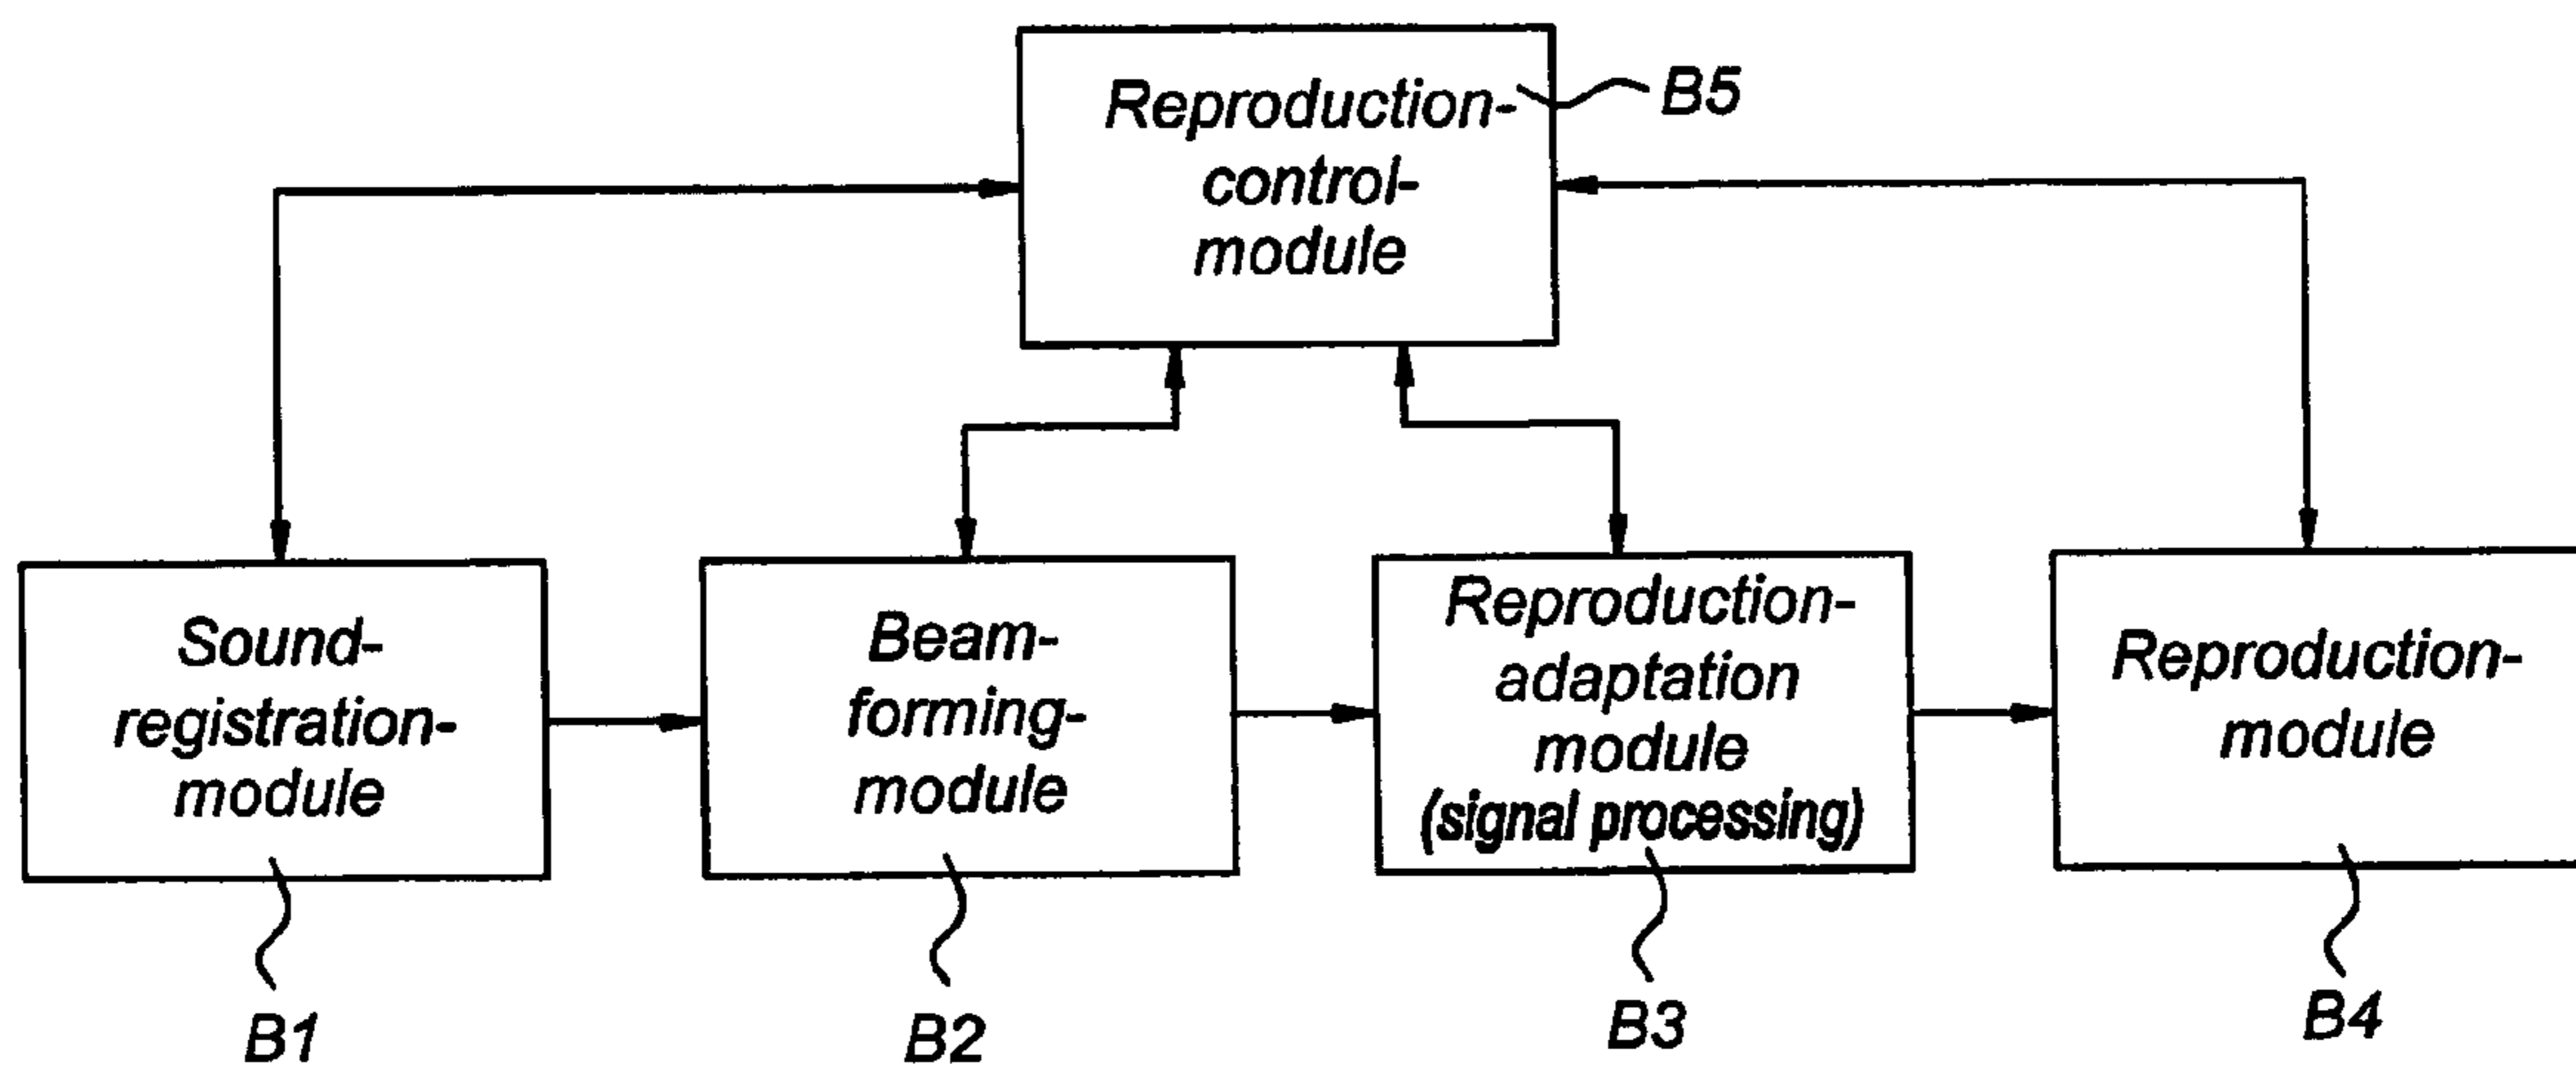 Reproduction-
control-
module
B5
Sound-
registration-
module
Beam-
forming-
module
Reproduction-
adaptation
module
(signal processing)
Reproduction-
module
B1
B2
B3
B4